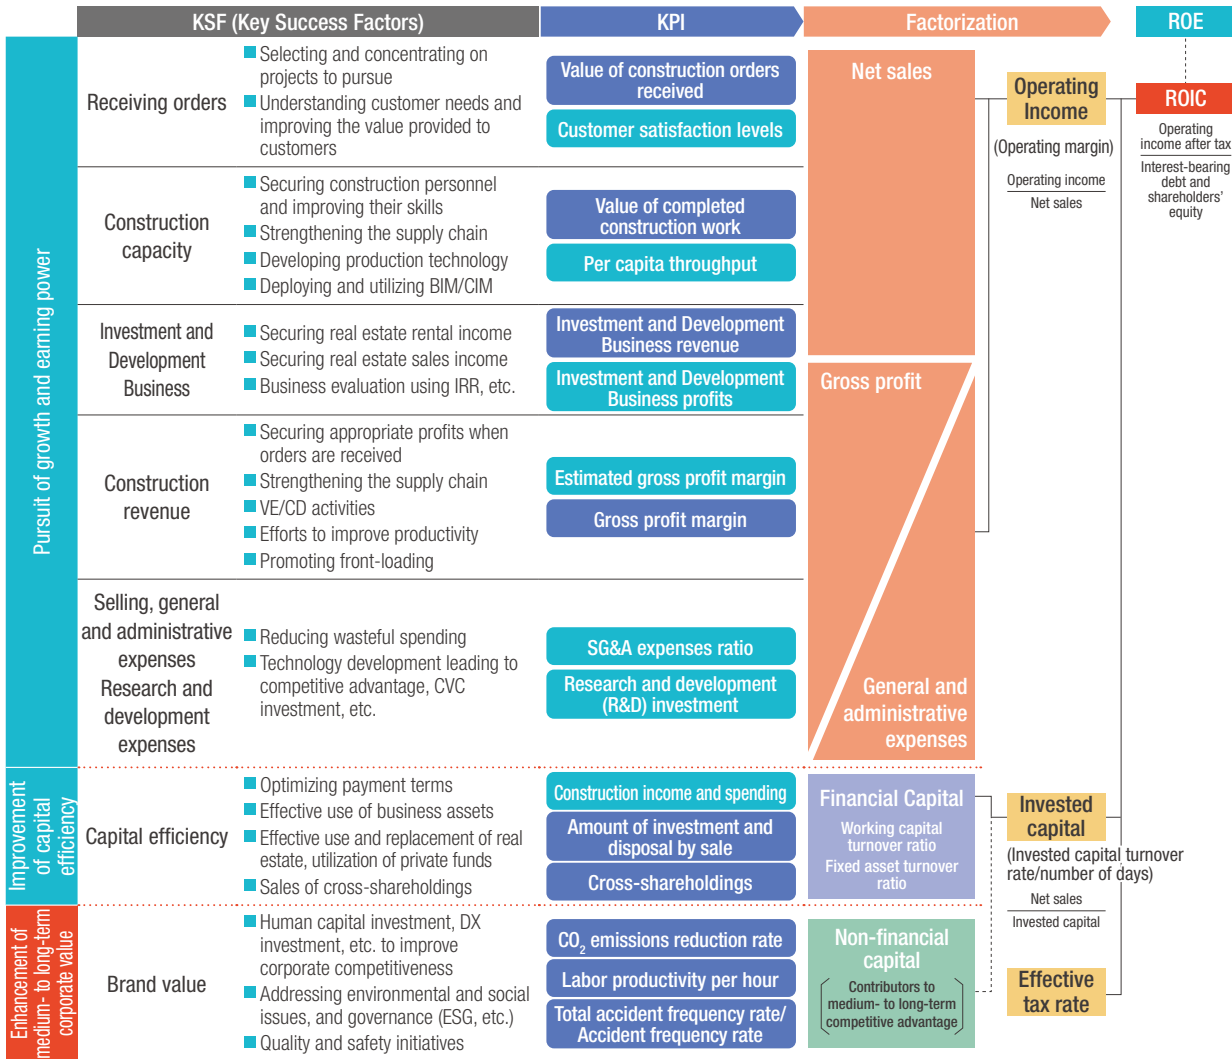 KSF (Key Success Factors)
KPI
Factorization
ROE
Pursuit of growth and earning power
Receiving orders
Selecting and concentrating on
projects to pursue
Understanding customer needs and
improving the value provided to
customers
Value of construction orders
received
Customer satisfaction levels
Net sales
Operating
Income
(Operating margin)
Operating income
Net sales
ROIC
Operating
income after tax
Interest-bearing
debt and
shareholders'
equity
Construction
capacity
Securing construction personnel
and improving their skills
Strengthening the supply chain
Developing production technology
Deploying and utilizing BIM/CIM
Value of completed
construction work
Per capita throughput
Investment and
Development
Business
Securing real estate rental income
Securing real estate sales income
Business evaluation using IRR, etc.
Investment and Development
Business revenue
Investment and Development
Business profits
Gross profit
Construction
revenue
Securing appropriate profits when
orders are received
Strengthening the supply chain
VE/CD activities
Efforts to improve productivity
Promoting front-loading
Estimated gross profit margin
Gross profit margin
Selling, general
and administrative
expenses
Research and
development
expenses
Reducing wasteful spending
Technology development leading to
competitive advantage, CVC
investment, etc.
SG&A expenses ratio
Research and development
(R&D) investment
General and
administrative
expenses
Improvement
of capital
efficiency
Capital efficiency
Optimizing payment terms
Effective use of business assets
Effective use and replacement of real
estate, utilization of private funds
Sales of cross-shareholdings
Construction income and spending
Amount of investment and
disposal by sale
Cross-shareholdings
Financial Capital
Working capital
turnover ratio
Fixed asset turnover
ratio
Invested
capital
(Invested capital turnover
rate/number of days)
Net sales
Invested capital
Enhancement of
medium- to long-term
corporate value
Brand value
Human capital investment, DX
investment, etc. to improve
corporate competitiveness
Addressing environmental and social
issues, and governance (ESG, etc.)
Quality and safety initiatives
CO2 emissions reduction rate
Labor productivity per hour
Total accident frequency rate/
Accident frequency rate
Non-financial
capital
Contributors to
medium- to long-term
competitive advantage
Effective
tax rate